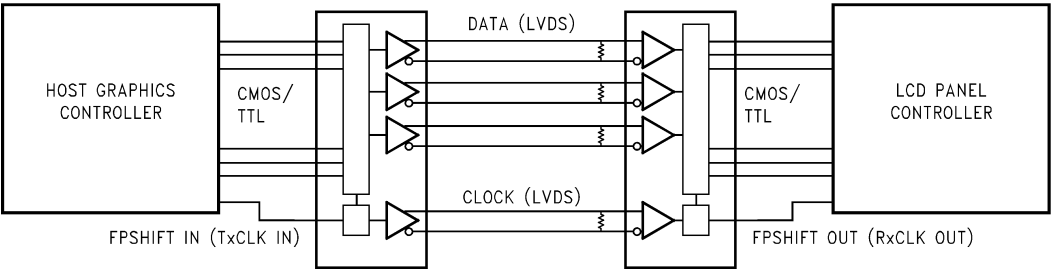 DATA (LVDS)
HOST GRAPHICS
CONTROLLER
CMOS/
TTL
CMOS/
TTL
LCD PANEL
CONTROLLER
CLOCK (LVDS)
FPSHIFT IN (TxCLK IN)
FPSHIFT OUT (RxCLK OUT)